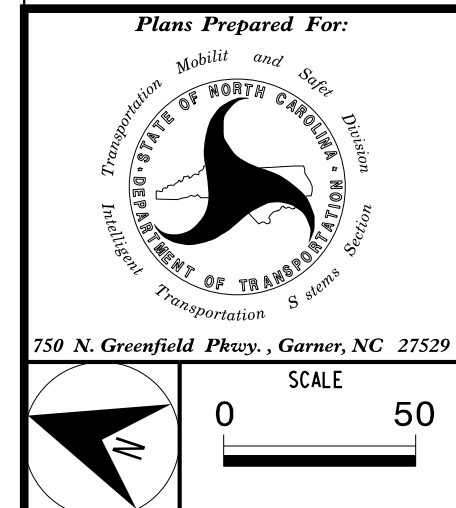 Plans Prepared For:
Transportation Mobilit and Safet Division
STATE OF NORTH CAROLINA
DEPARTMENT OF TRANSPORTATION
Intelligent Transportation S stems Section
750 N. Greenfield Pkwy. , Garner, NC 27529
N
SCALE
0 50